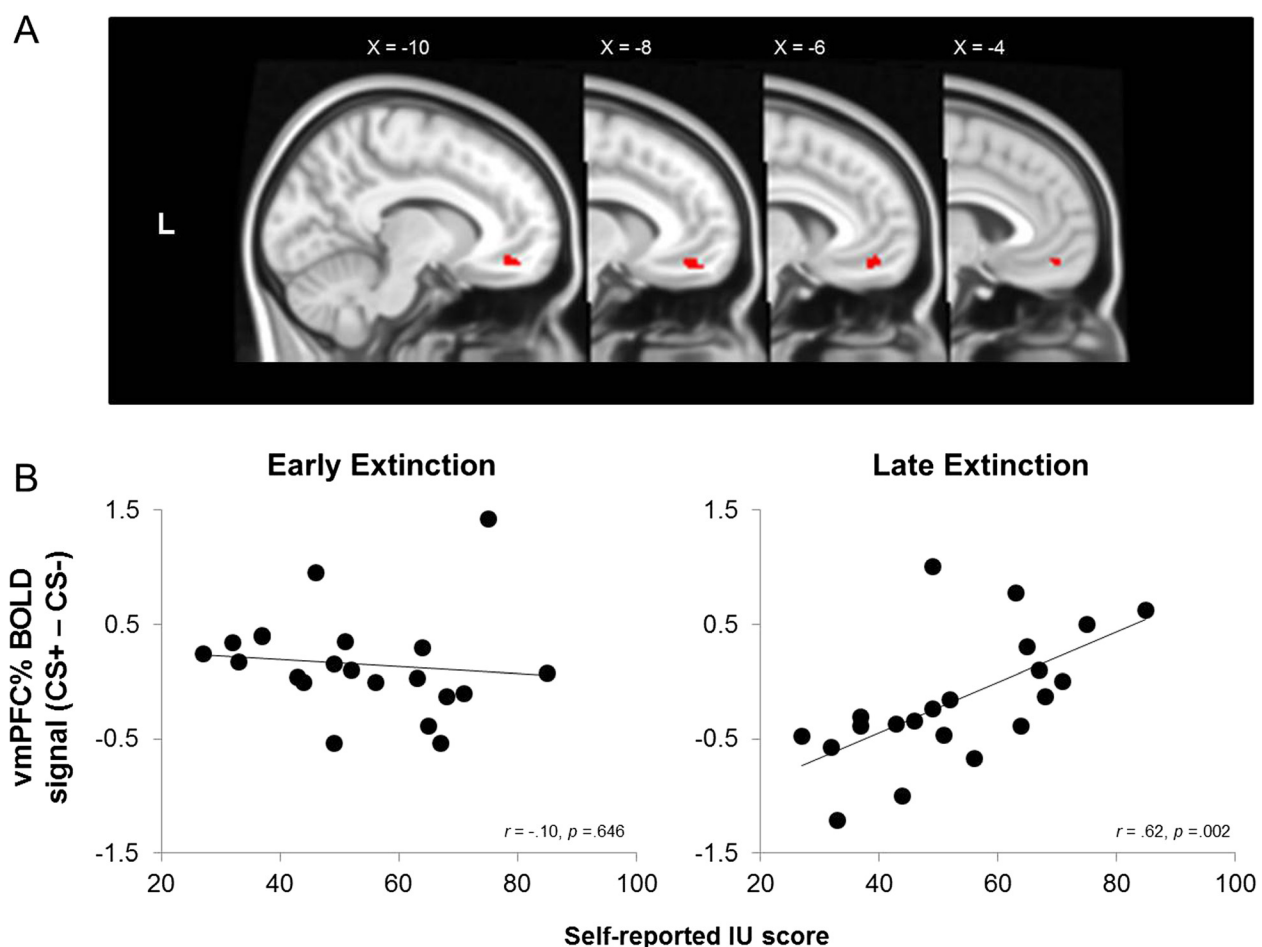 A
X = -10 X = -8 X = -6 X = -4
L
B
Early Extinction
Late Extinction
vmPFC% BOLD
signal (CS+ – CS-)
1.5
0.5
-0.5
-1.5
r = -.10, p =.646
20 40 60 80 100
1.5
0.5
-0.5
-1.5
r = .62, p =.002
20 40 60 80 100
Self-reported IU score